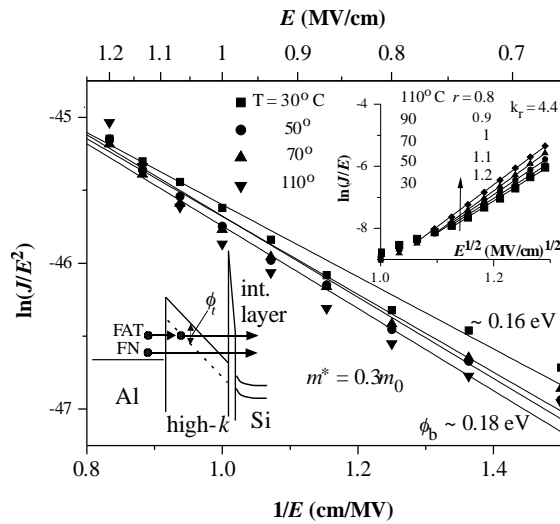 E (MV/cm)
1.2 1.1 1 0.9 0.8 0.7
-45
-46
-47
ln(J/E²)
T = 30° C
50°
70°
110°
110° C r = 0.8
90 0.9
70 1
50 1.1
30 1.2
kᵣ = 4.4
-4
-6
-8
ln(J/E)
E^{1/2} (MV/cm)^{1/2}
1.0 1.2
ϕₜ
int.
layer
FAT
FN
Al
high-k
Si
~ 0.16 eV
m* = 0.3m₀
ϕ_b ~ 0.18 eV
0.8 1.0 1.2 1.4
1/E (cm/MV)